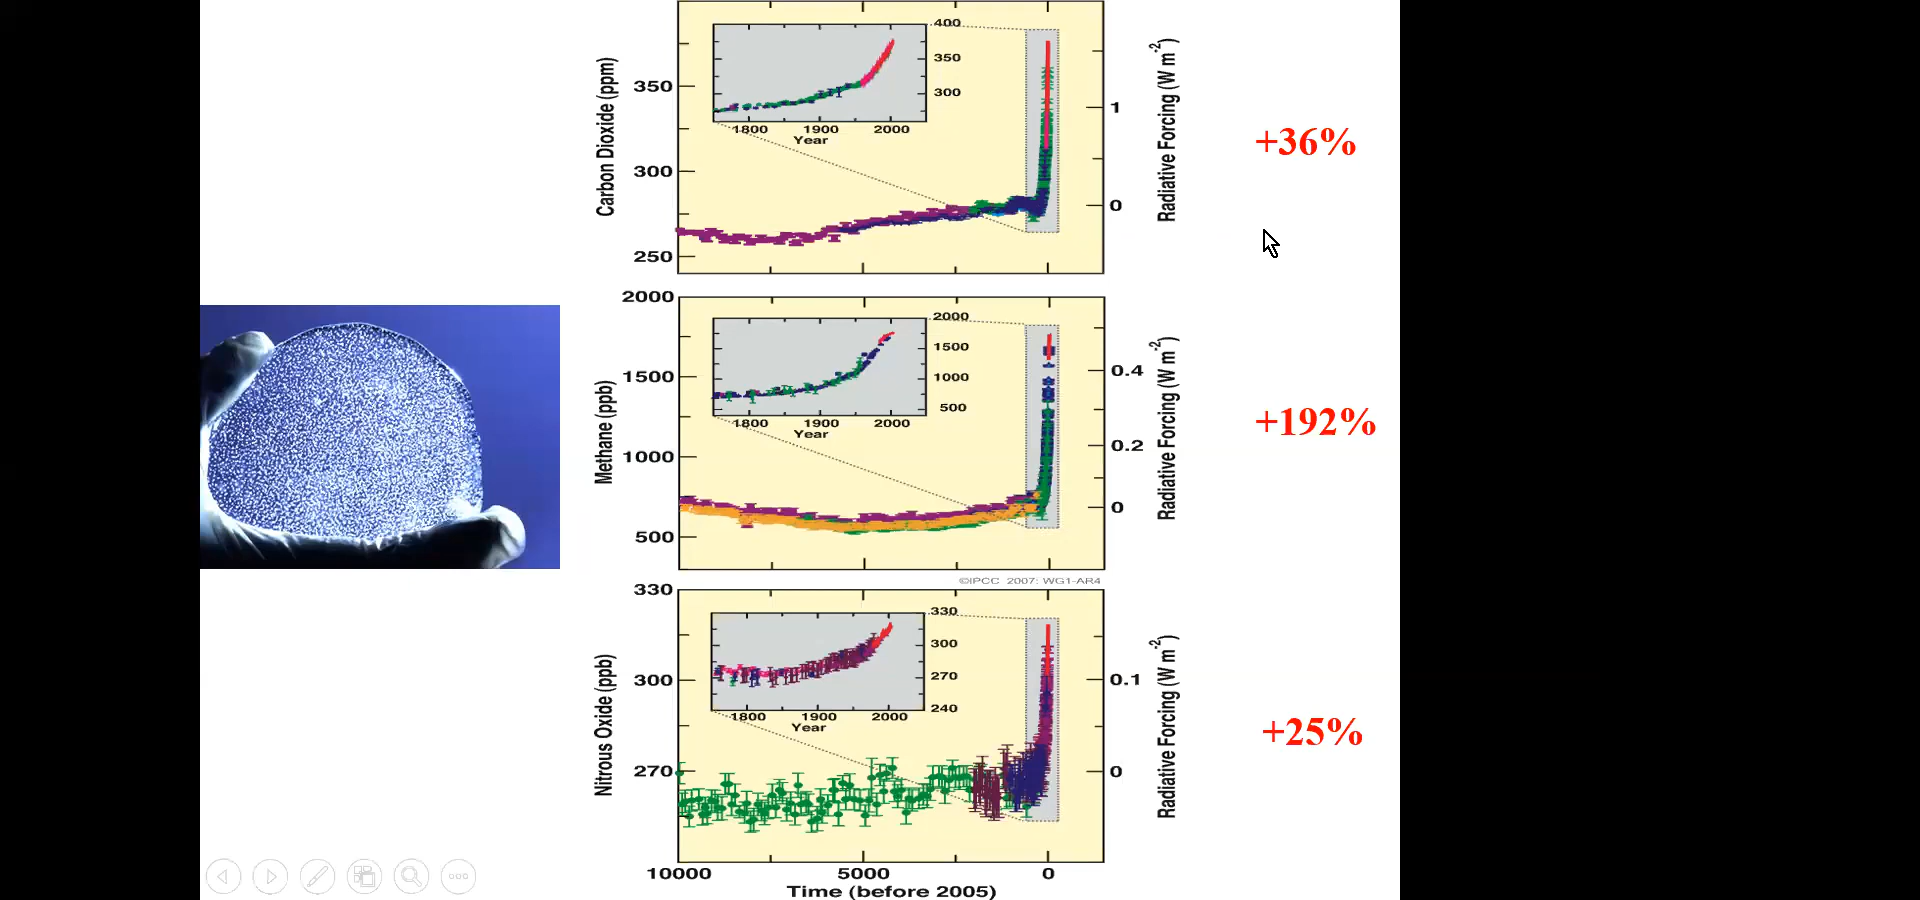 400
350
300
1800 1900 2000
Year
350
300
250
Carbon Dioxide (ppm)
1
0
Radiative Forcing (W m-2)
+36%
2000
1500
1000
500
Methane (ppb)
2000
1500
1000
500
1800 1900 2000
Year
0.4
0.2
0
Radiative Forcing (W m-2)
+192%
©IPCC 2007: WG1-AR4
330
300
270
Nitrous Oxide (ppb)
330
300
270
240
1800 1900 2000
Year
0.1
0
Radiative Forcing (W m-2)
+25%
10000 5000 0
Time (before 2005)